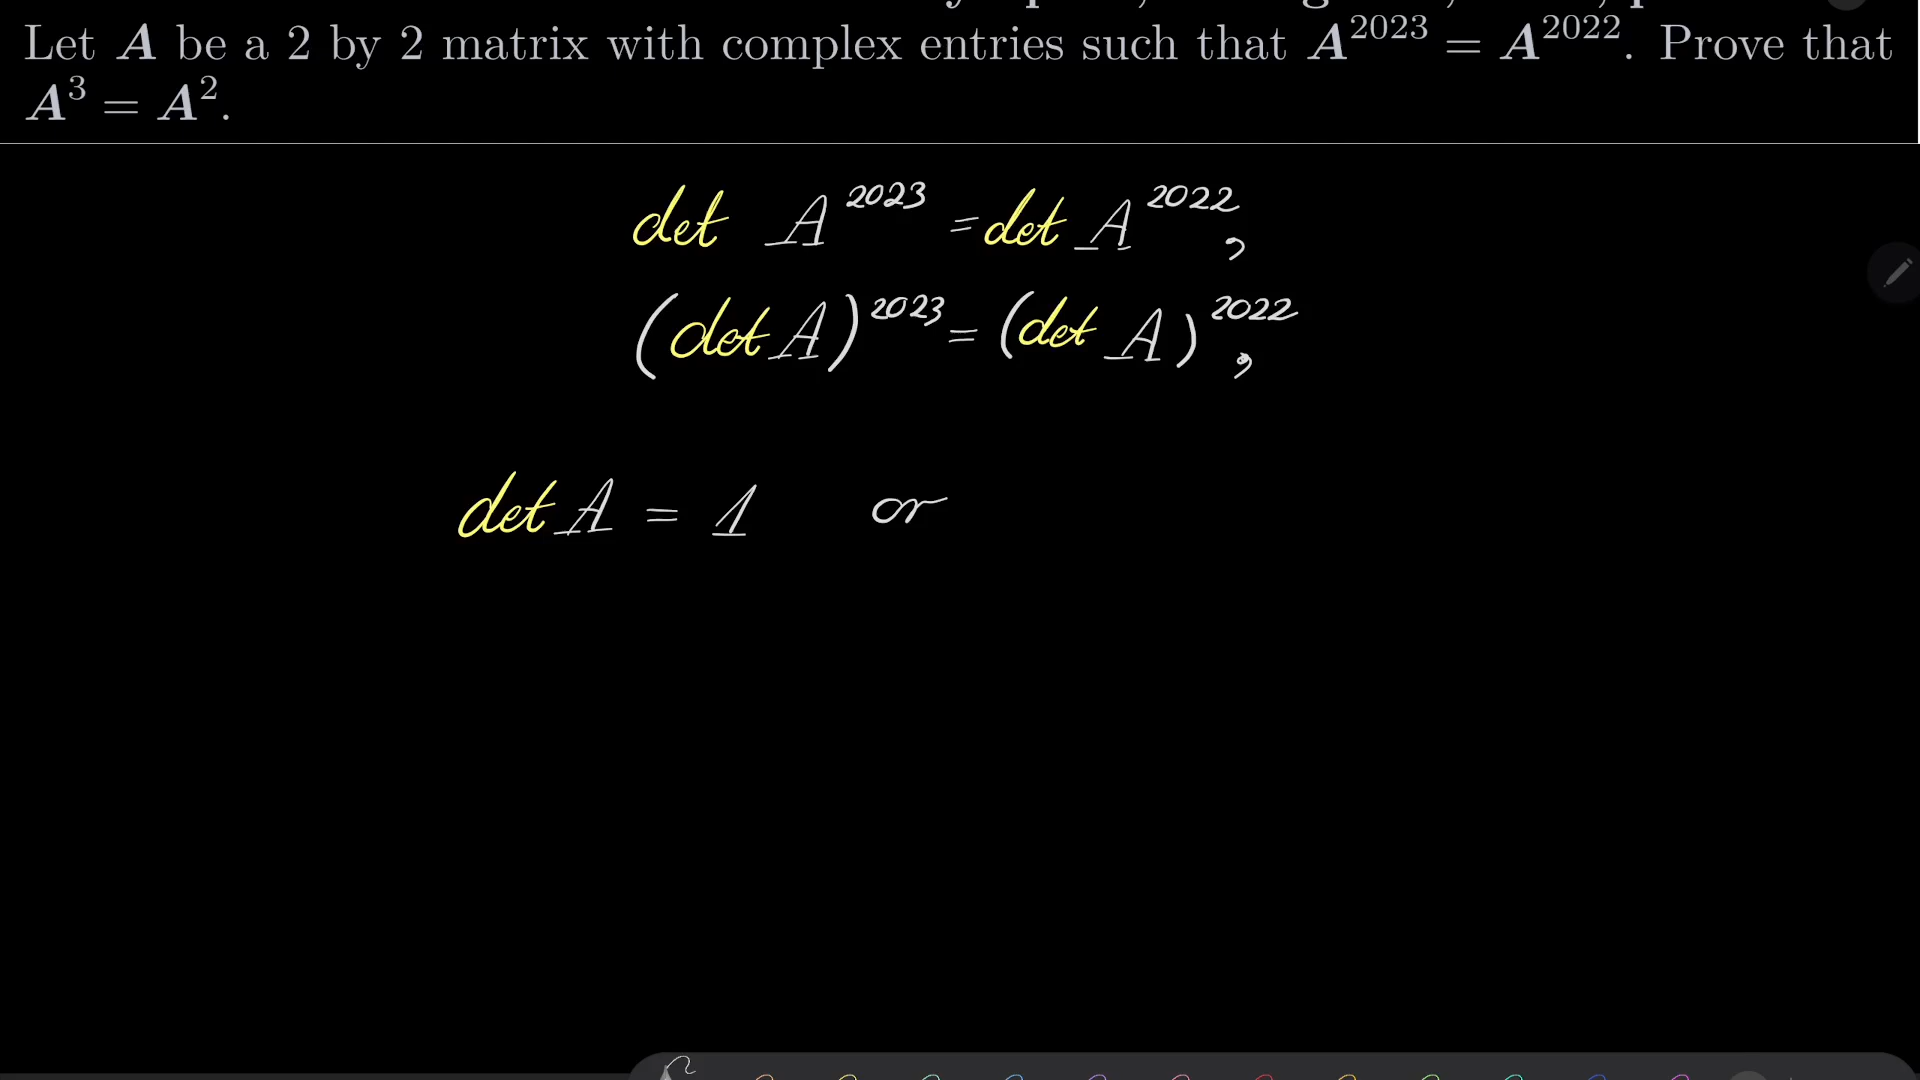 Let A be a 2 by 2 matrix with complex entries such that A^2023 = A^2022. Prove that
A^3 = A^2.
det A^2023 = det A^2022,
(det A)^2023 = (det A)^2022,
det A = 1 or